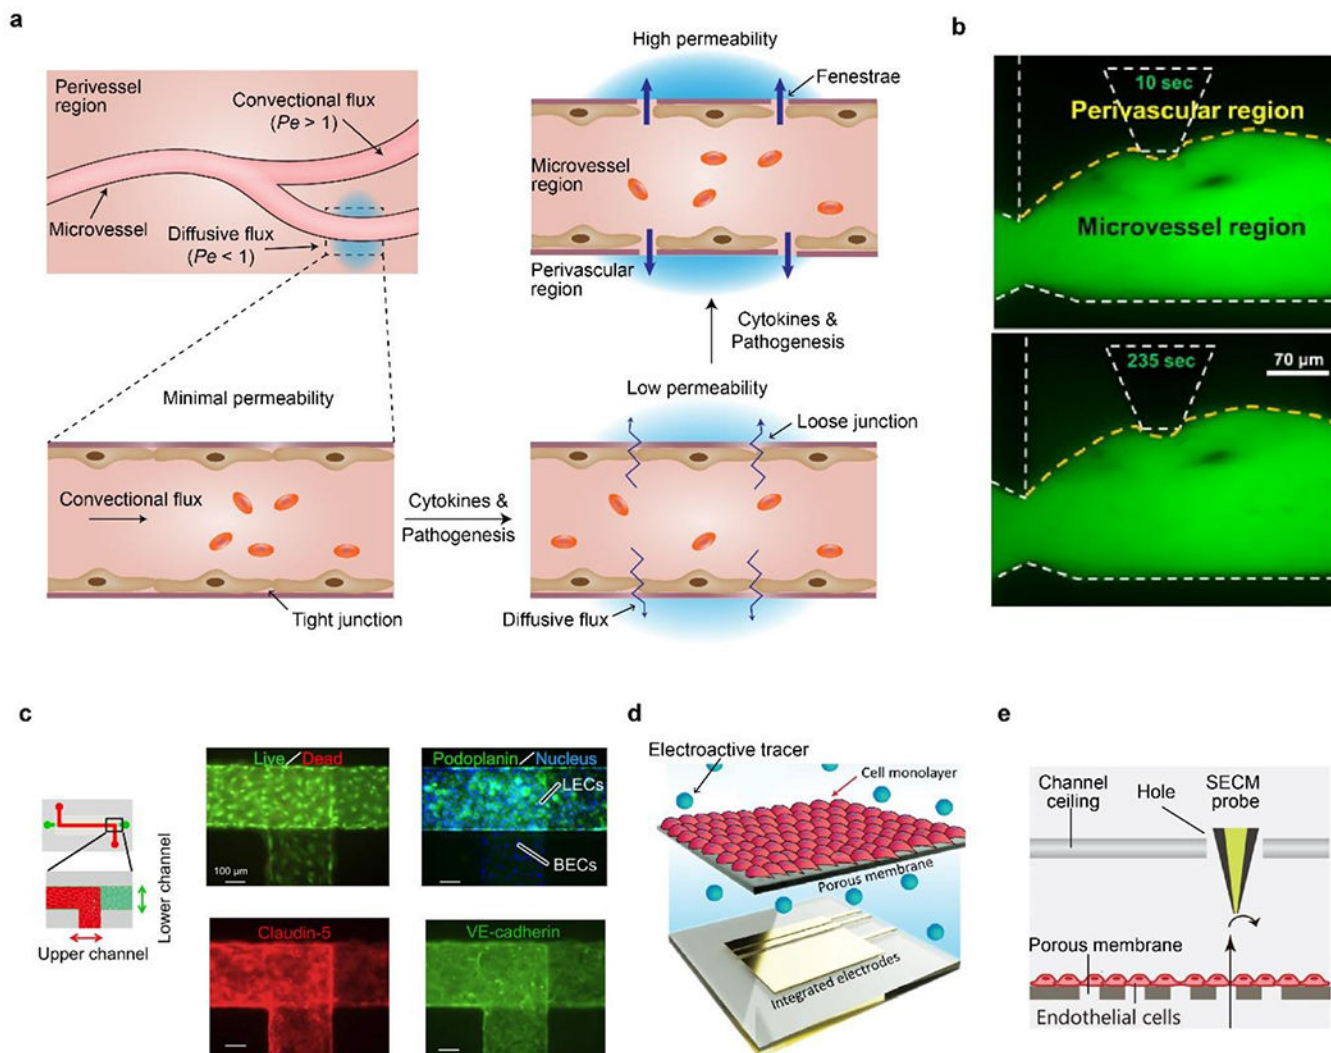 a
Perivessel
region
Convectional flux
(Pe > 1)
Microvessel
Diffusive flux
(Pe < 1)
High permeability
Fenestrae
Microvessel
region
Perivascular
region
Cytokines &
Pathogenesis
Minimal permeability
Convectional flux
Tight junction
Cytokines &
Pathogenesis
Low permeability
Loose junction
Diffusive flux
b
10 sec
Perivascular region
Microvessel region
235 sec
70 µm
c
Upper channel
Lower channel
Live/Dead
100 µm
Podoplanin/Nucleus
LECs
BECs
Claudin-5
VE-cadherin
d
Electroactive tracer
Cell monolayer
Porous membrane
Integrated electrodes
e
Channel
ceiling
Hole
SECM
probe
Porous membrane
Endothelial cells